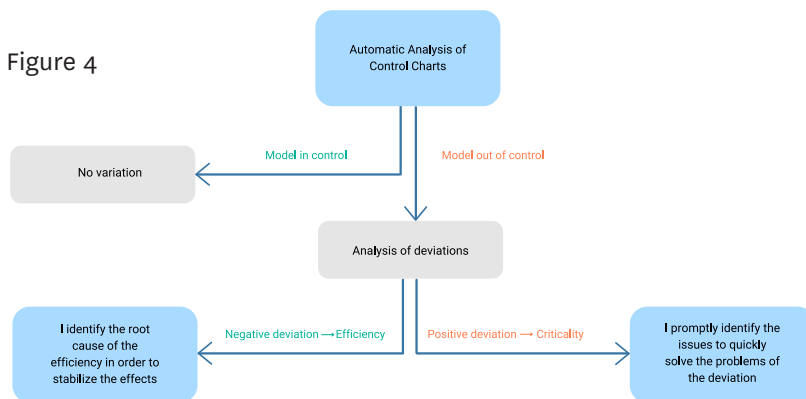 Figure 4
Automatic Analysis of
Control Charts
Model in control
Model out of control
No variation
Analysis of deviations
I identify the root
cause of the
efficiency in order to
stabilize the effects
Negative deviation → Efficiency
Positive deviation → Criticality
I promptly identify the
issues to quickly
solve the problems of
the deviation